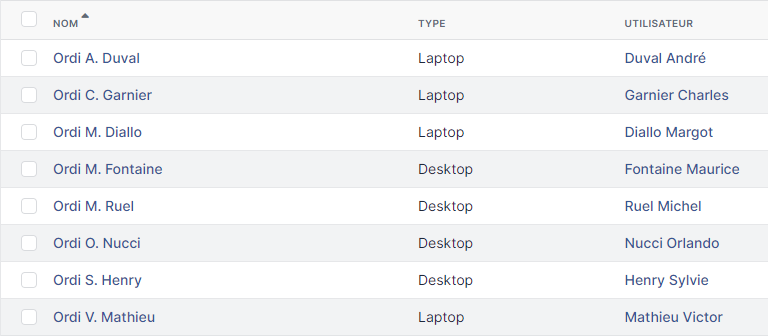 NOM TYPE UTILISATEUR
Ordi A. Duval Laptop Duval André
Ordi C. Garnier Laptop Garnier Charles
Ordi M. Diallo Laptop Diallo Margot
Ordi M. Fontaine Desktop Fontaine Maurice
Ordi M. Ruel Desktop Ruel Michel
Ordi O. Nucci Desktop Nucci Orlando
Ordi S. Henry Desktop Henry Sylvie
Ordi V. Mathieu Laptop Mathieu Victor